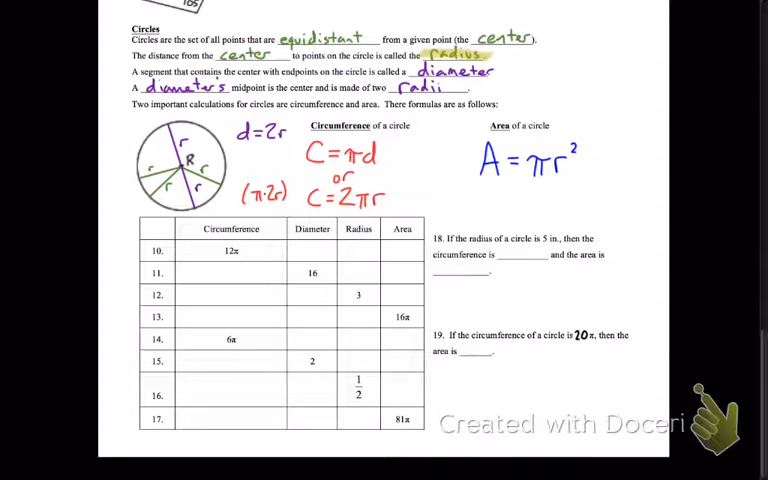 105
Circles
Circles are the set of all points that are equidistant from a given point (the center).
The distance from the center to points on the circle is called the radius.
A segment that contains the center with endpoints on the circle is called a diameter
A diameter's midpoint is the center and is made of two radii.
Two important calculations for circles are circumference and area. There formulas are as follows:
d=2r
Circumference of a circle
Area of a circle
r
R
r
r
r
r
C=πd
or
(π·2r)
C=2πr
A=πr²
Circumference Diameter Radius Area
10. 12π
11. 16
12. 3
13. 16π
14. 6π
15. 2
16. 1/2
17. 81π
18. If the radius of a circle is 5 in., then the
circumference is ________ and the area is
________.
19. If the circumference of a circle is 20π, then the
area is ______.
Created with Doceri